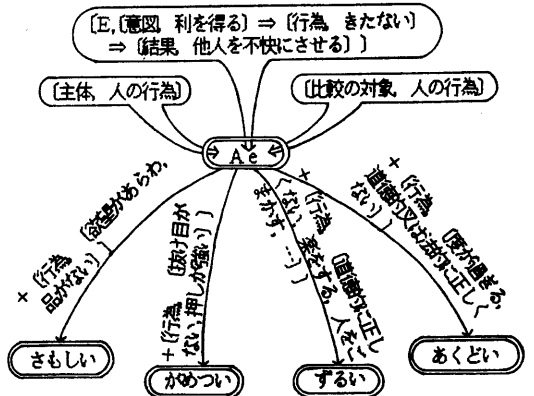 〔E,〔意図, 利を得る〕⇒〔行為, きたない〕
⇒〔結果, 他人を不快にさせる〕〕
〔主体, 人の行為〕
〔比較の対象, 人の行為〕
Ae
+〔行為〔欲望があらわ,
品がない〕〕
+〔行為〔抜け目が
ない, 押しが強い〕〕
+〔行為〔道徳的に正し
くない, 楽をする, 人をご
まかす, …〕〕
+〔行為〔度が過ぎる,
道徳的又は法的に正しく
ない〕〕
さもしい
がめつい
ずるい
あくどい